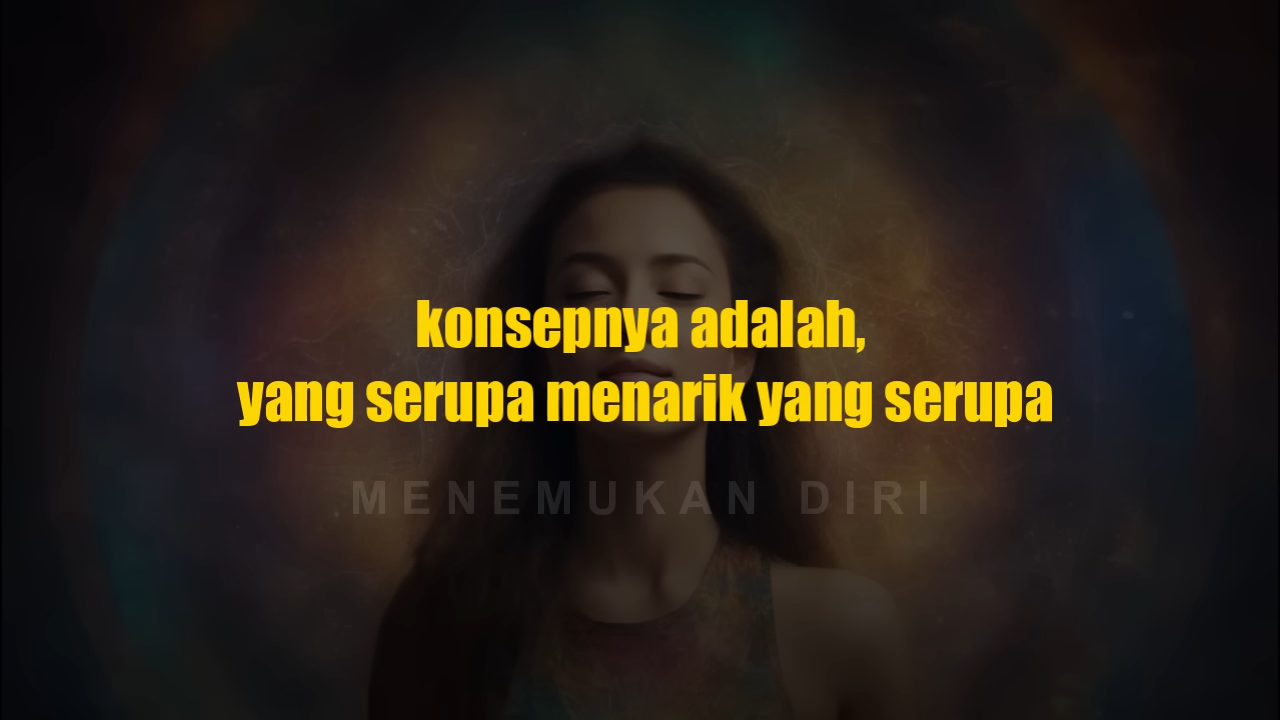 konsepnya adalah,
yang serupa menarik yang serupa
MENEMUKAN DIRI